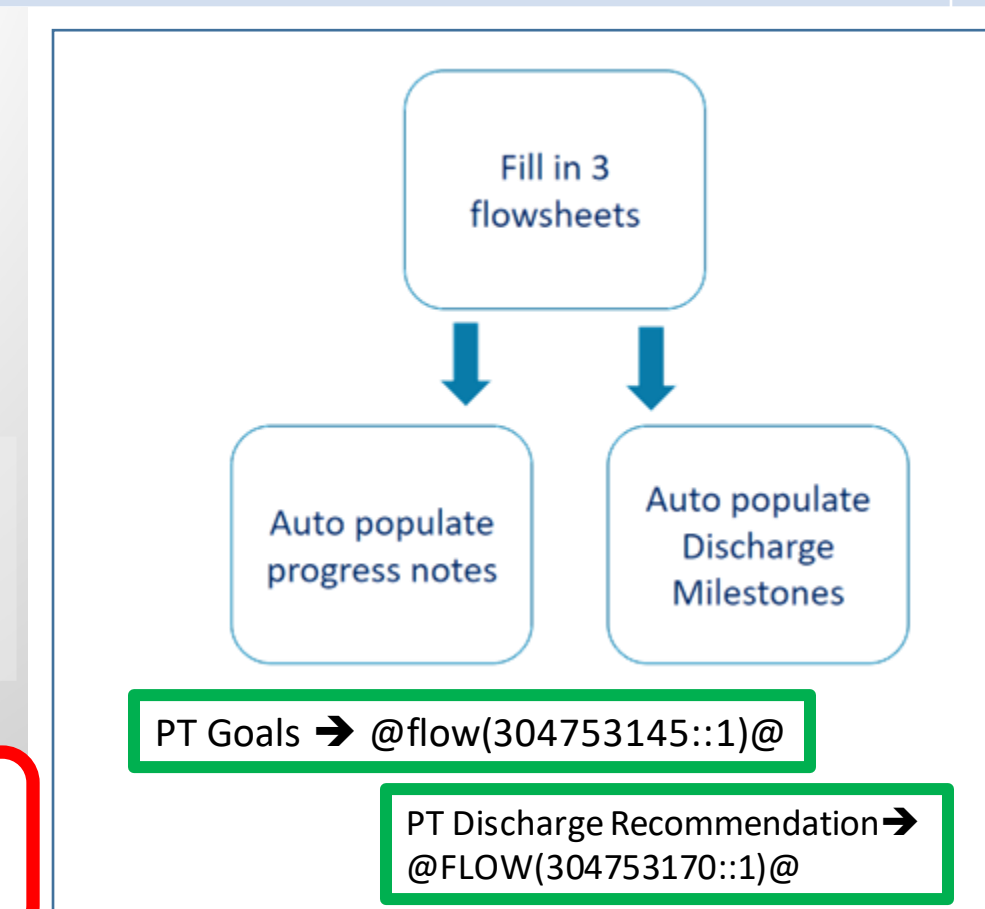 Fill in 3
flowsheets
Auto populate
progress notes
Auto populate
Discharge
Milestones
PT Goals ➔ @flow(304753145::1)@
PT Discharge Recommendation➔
@FLOW(304753170::1)@